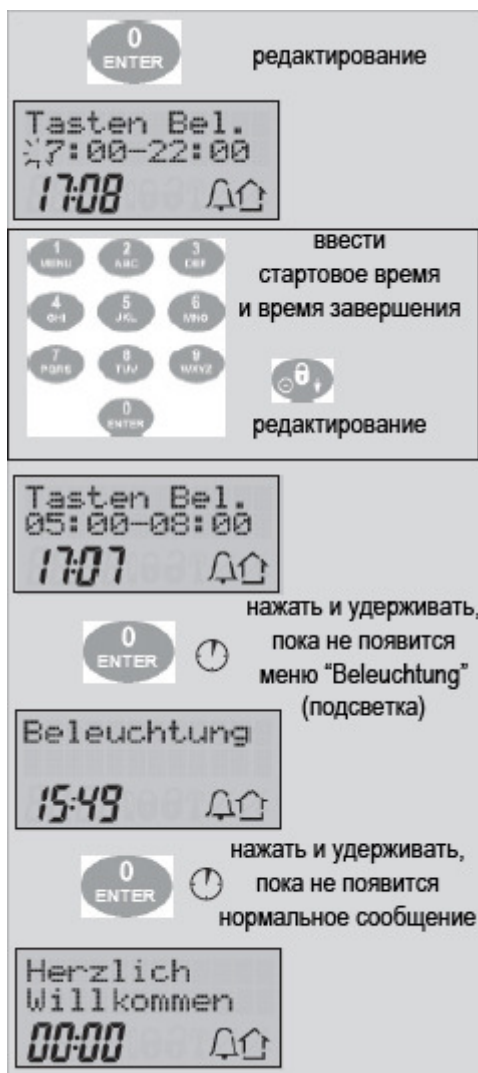 0
ENTER
редактирование
Tasten Bel.
7:00-22:00
17:08
ввести
стартовое время
и время завершения
1
MENU
2
ABC
3
DEF
4
GHI
5
JKL
6
MNO
7
PQRS
8
TUV
9
WXYZ
0
ENTER
редактирование
Tasten Bel.
05:00-08:00
17:07
нажать и удерживать,
пока не появится
меню “Beleuchtung”
(подсветка)
0
ENTER
Beleuchtung
15:49
нажать и удерживать,
пока не появится
нормальное сообщение
0
ENTER
Herzlich
Willkommen
00:00